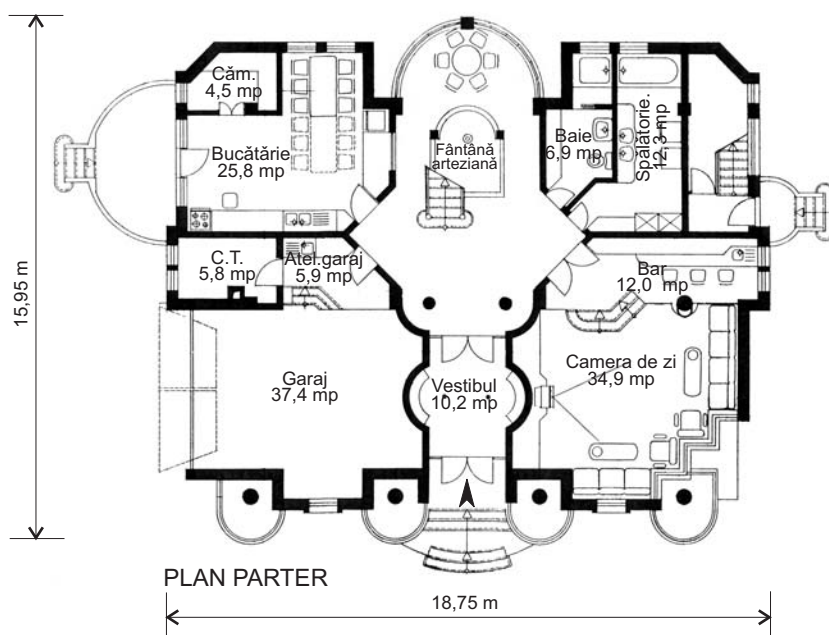 Căm.
4,5 mp
Bucătărie
25,8 mp
Fântână
arteziană
Baie
6,9 mp
Spălătorie.
12,3 mp
C.T.
5,8 mp
Atel.garaj
5,9 mp
Bar
12,0 mp
Garaj
37,4 mp
Vestibul
10,2 mp
Camera de zi
34,9 mp
15,95 m
PLAN PARTER
18,75 m